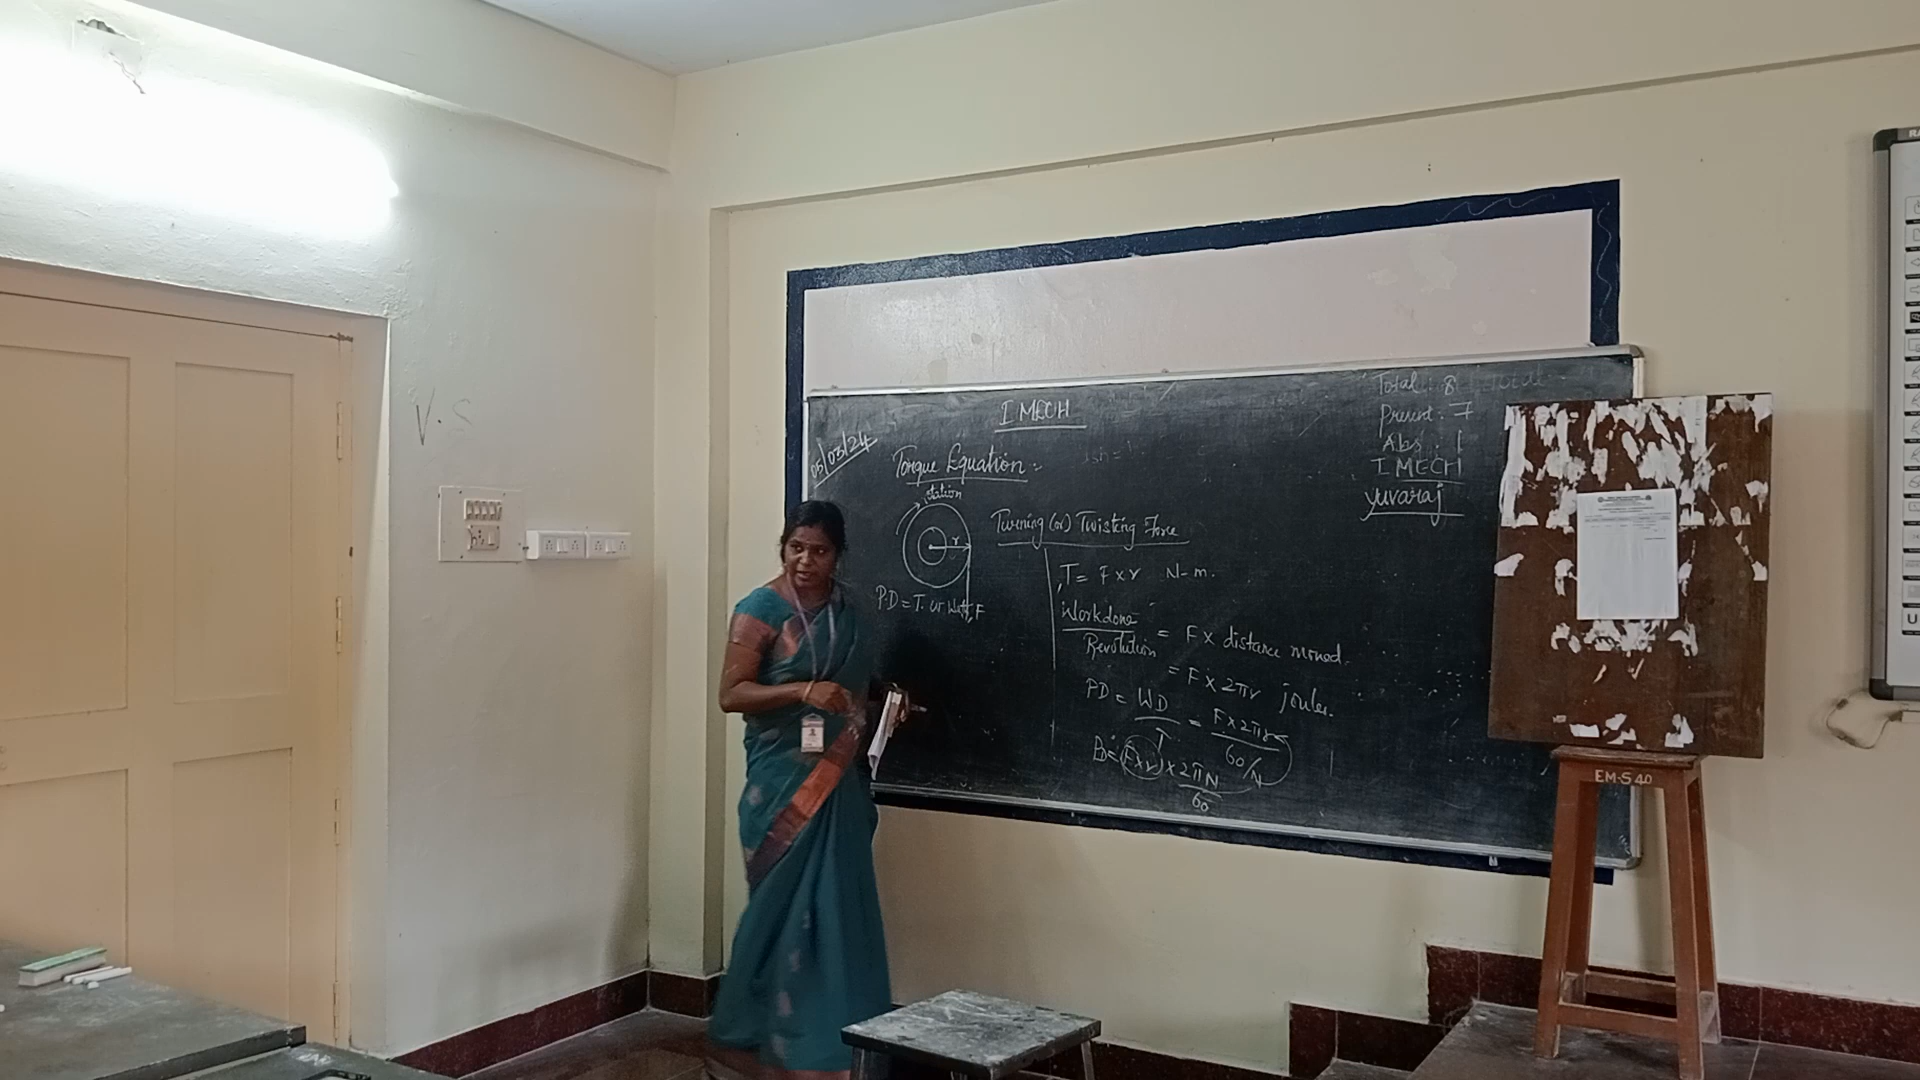 I MECH
05/03/24
Torque Equation:
Turning (or) Twisting Force
r
F
P.D = T. ω Watt
T = F x r N-m.
Workdone
Revolution
= F x distance moved.
= F x 2πr joules.
PD = WD
T
= F x 2πr
60/N
PD = (F x r) x 2πN
60
Total : 8
Present : 7
Abs : 1
I MECH
Yuvaraj
V. S
EM-S 40